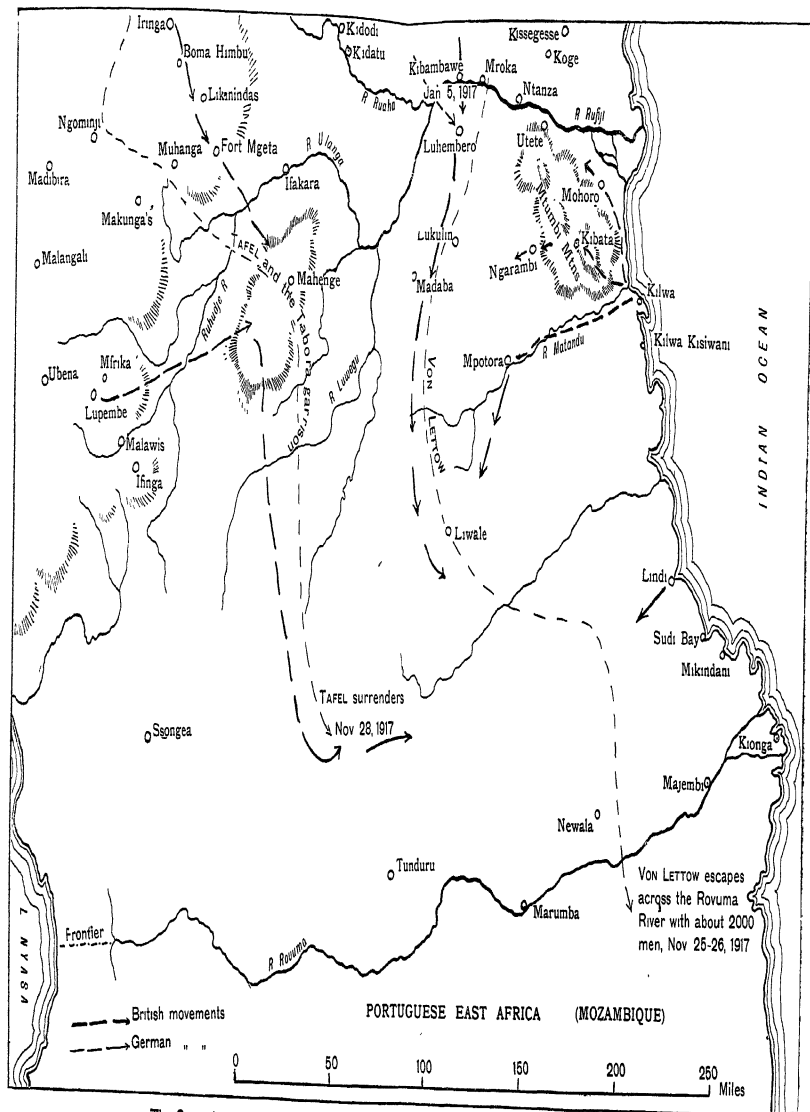 Iringa
Kidodi
Kidatu
Kissegesse
Koge
Boma Himbu
Likinindas
Kibambawe
Mroka
Jan 5, 1917
Ntanza
R Ruaha
R Rufiji
Ngominji
Luhembero
Utete
Muhanga
Fort Mgeta
R Ulanga
Madibira
Ifakara
Mohoro
Makunga's
Mtumbi Mtns
Kibata
Lukulin
Ngarambi
Malangali
TAFEL and the Tabora garrison
Mahenge
Madaba
Kilwa
Ruhudje R
Kilwa Kisiwani
R Matandu
Mpotora
Ubena
Mfrika
Lupembe
R Luwegu
VON LETTOW
Malawis
Ifinga
INDIAN OCEAN
Liwale
Lindi
Sudi Bay
Mikindani
TAFEL surrenders
Nov 28, 1917
Ssongea
Kionga
Majembi
Newala
Tunduru
Marumba
VON LETTOW escapes
across the Rovuma
River with about 2000
men, Nov 25-26, 1917
L NYASA
Frontier
R Rovuma
British movements
German " "
PORTUGUESE EAST AFRICA (MOZAMBIQUE)
0 50 100 150 200 250 Miles